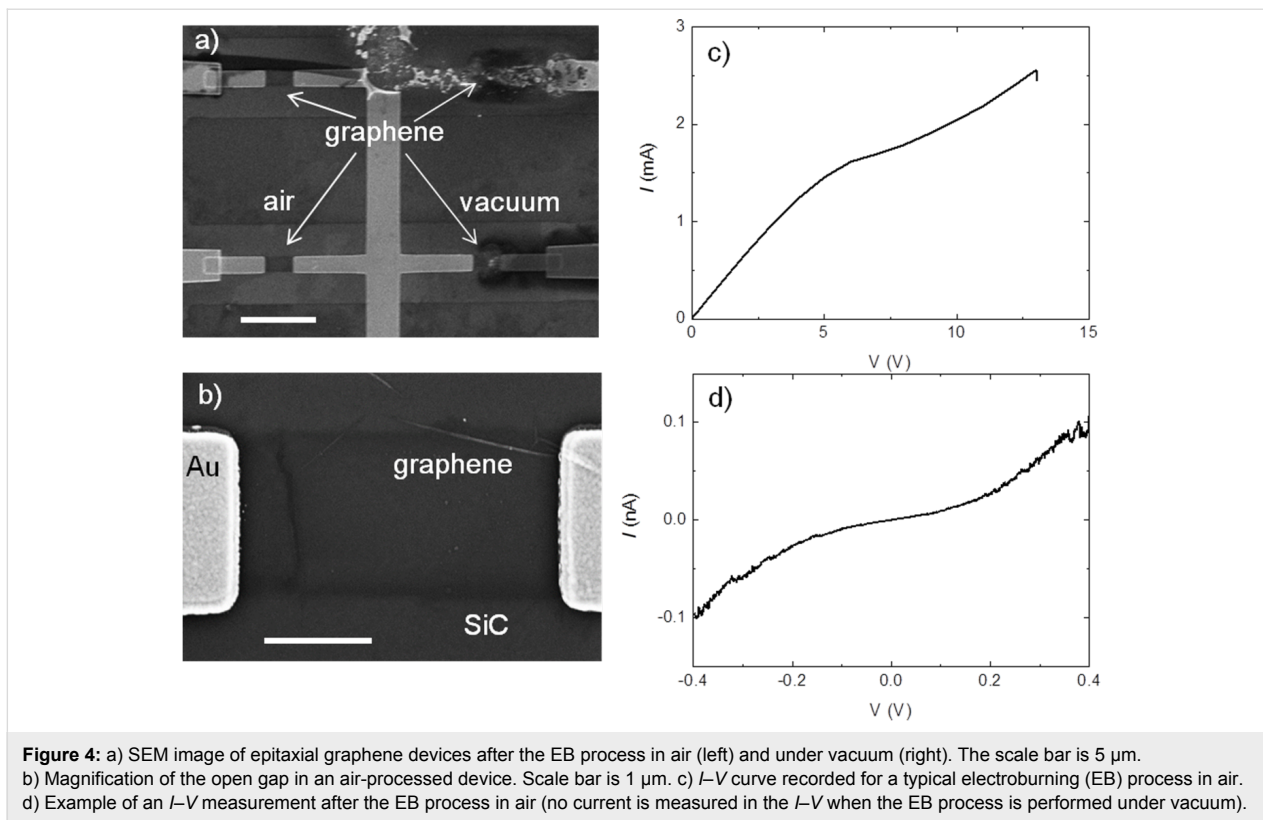 a)
graphene
air
vacuum
b)
Au
graphene
SiC
c)
3
2
1
0
I (mA)
0
5
10
15
V (V)
d)
0.1
0.0
-0.1
I (nA)
-0.4
-0.2
0.0
0.2
0.4
V (V)
Figure 4: a) SEM image of epitaxial graphene devices after the EB process in air (left) and under vacuum (right). The scale bar is 5 µm.
b) Magnification of the open gap in an air-processed device. Scale bar is 1 µm. c) I–V curve recorded for a typical electroburning (EB) process in air.
d) Example of an I–V measurement after the EB process in air (no current is measured in the I–V when the EB process is performed under vacuum).